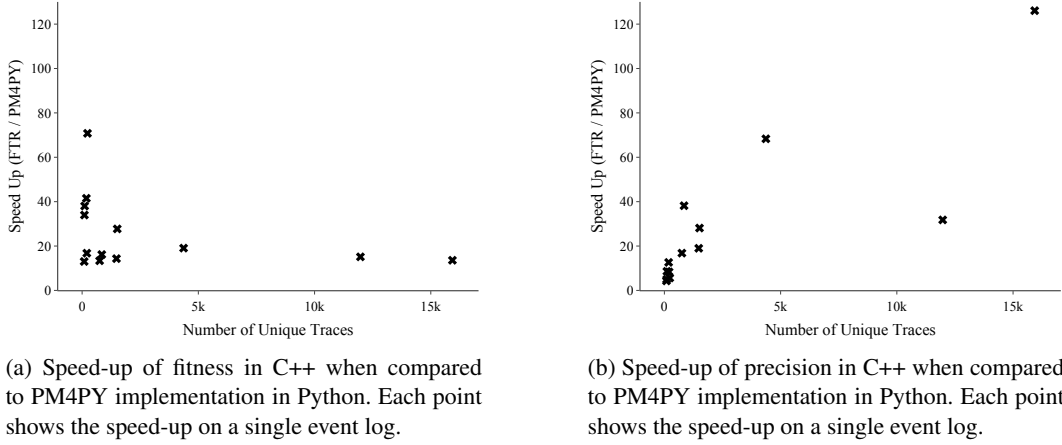 120
100
80
60
40
20
0
Speed Up (FTR / PM4PY)
0
5k
10k
15k
Number of Unique Traces
(a) Speed-up of fitness in C++ when compared
to PM4PY implementation in Python. Each point
shows the speed-up on a single event log.
120
100
80
60
40
20
0
Speed Up (FTR / PM4PY)
0
5k
10k
15k
Number of Unique Traces
(b) Speed-up of precision in C++ when compared
to PM4PY implementation in Python. Each point
shows the speed-up on a single event log.